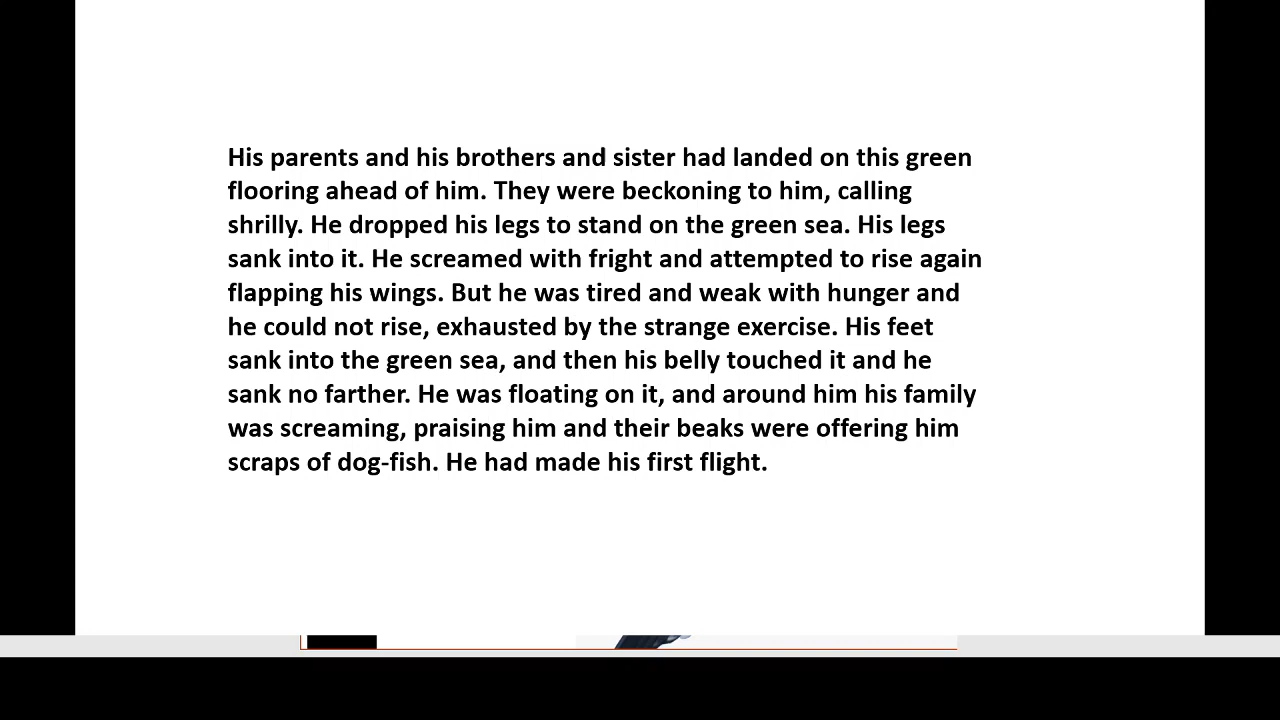 His parents and his brothers and sister had landed on this green
flooring ahead of him. They were beckoning to him, calling
shrilly. He dropped his legs to stand on the green sea. His legs
sank into it. He screamed with fright and attempted to rise again
flapping his wings. But he was tired and weak with hunger and
he could not rise, exhausted by the strange exercise. His feet
sank into the green sea, and then his belly touched it and he
sank no farther. He was floating on it, and around him his family
was screaming, praising him and their beaks were offering him
scraps of dog-fish. He had made his first flight.